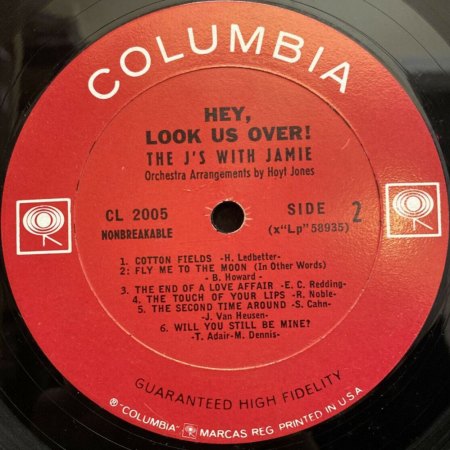 COLUMBIA
HEY,
LOOK US OVER!
THE J'S WITH JAMIE
Orchestra Arrangements by Hoyt Jones
CL 2005
NONBREAKABLE
SIDE 2
(x"Lp" 58935)
1. COTTON FIELDS -H. Ledbetter-
2: FLY ME TO THE MOON (In Other Words)
- B. Howard -
3. THE END OF A LOVE AFFAIR -E. C. Redding-
4. THE TOUCH OF YOUR LIPS -R. Noble-
5. THE SECOND TIME AROUND -S. Cahn-
J. Van Heusen-
6. WILL YOU STILL BE MINE?
-T. Adair-M. Dennis-
GUARANTEED HIGH FIDELITY
® "COLUMBIA" MARCAS REG. PRINTED IN U.S.A.